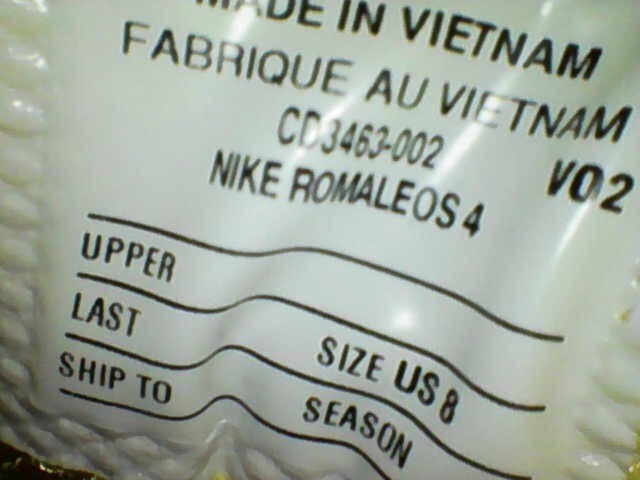 MADE IN VIETNAM
FABRIQUE AU VIETNAM
CD3463-002
NIKE ROMALEOS 4 V02
UPPER
LAST SIZE US 8
SHIP TO SEASON